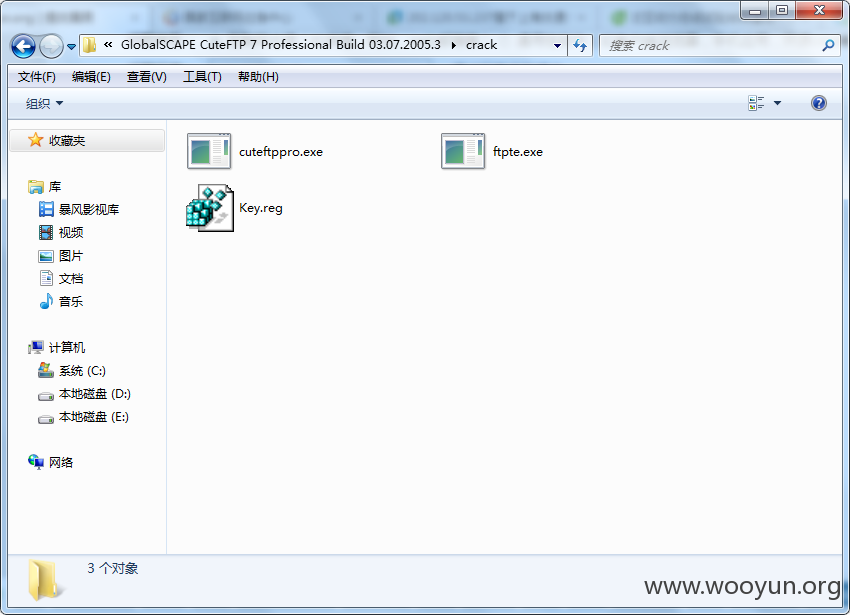 « GlobalSCAPE CuteFTP 7 Professional Build 03.07.2005.3 crack
搜索 crack
文件(F) 编辑(E) 查看(V) 工具(T) 帮助(H)
组织
收藏夹
库
暴风影视库
视频
图片
文档
音乐
计算机
系统 (C:)
本地磁盘 (D:)
本地磁盘 (E:)
网络
cuteftppro.exe
ftpte.exe
Key.reg
3 个对象
www.wooyun.org